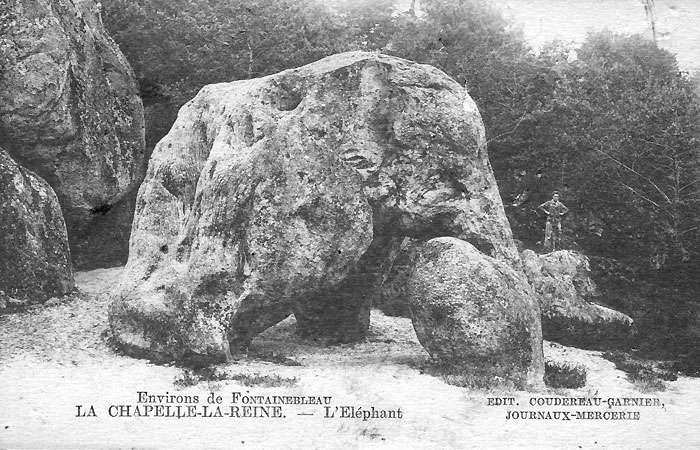 Environs de FONTAINEBLEAU
LA CHAPELLE-LA-REINE. — L'Eléphant
EDIT. COUDEREAU-GARNIER,
JOURNAUX-MERCERIE